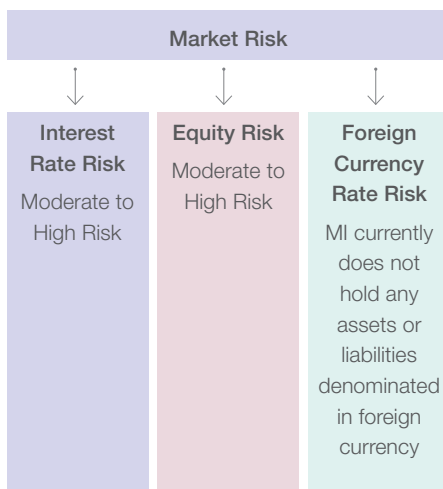 Market Risk
Interest
Rate Risk
Moderate to
High Risk
Equity Risk
Moderate to
High Risk
Foreign
Currency
Rate Risk
MI currently
does not
hold any
assets or
liabilities
denominated
in foreign
currency